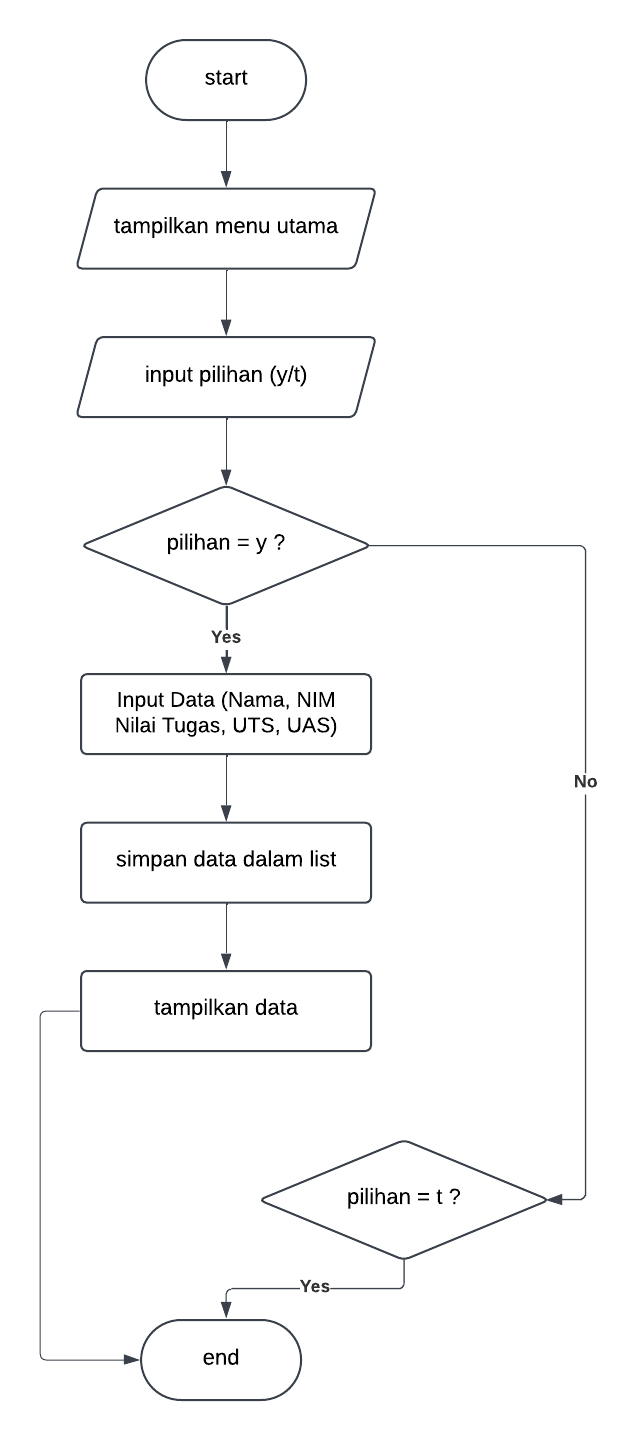 start
tampilkan menu utama
input pilihan (y/t)
pilihan = y ?
Yes
Input Data (Nama, NIM
Nilai Tugas, UTS, UAS)
No
simpan data dalam list
tampilkan data
pilihan = t ?
Yes
end